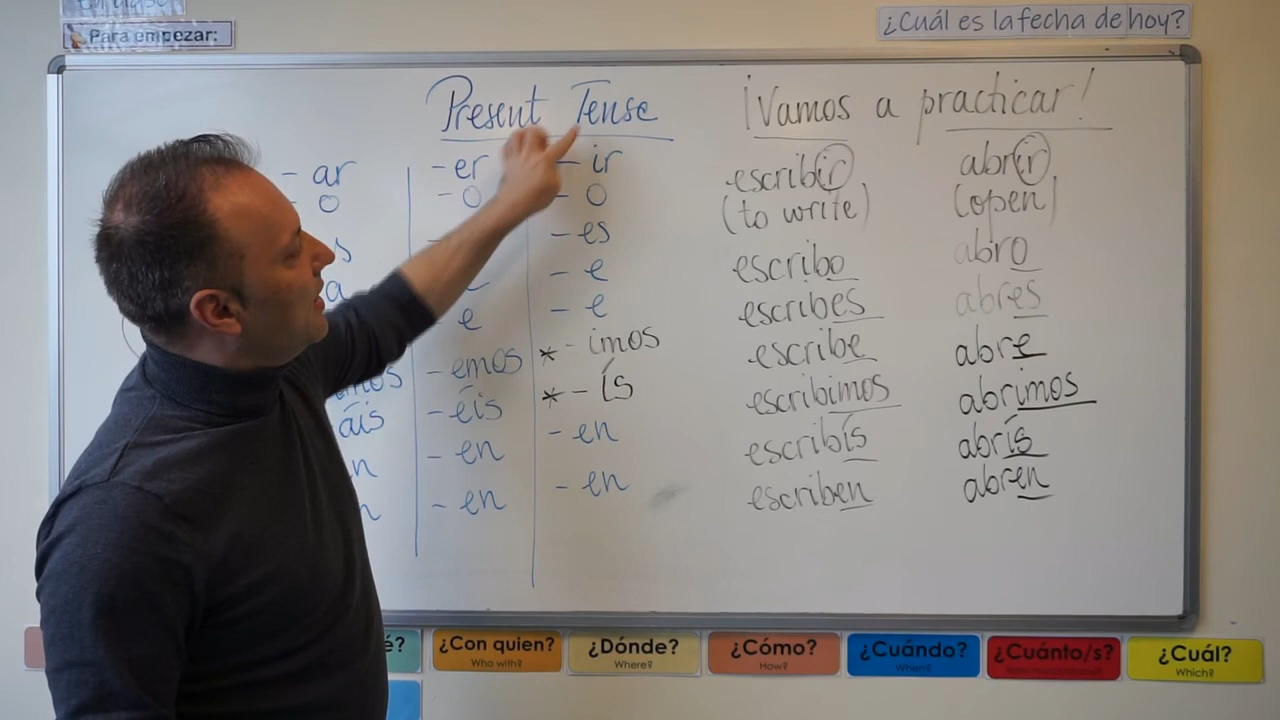 Para empezar:
¿Cuál es la fecha de hoy?
Present Tense
- ar
- o
s
a
emos
áis
n
n
- er
- o
e
- emos
- éis
- en
- en
- ir
- o
- es
- e
- e
* - imos
* - ís
- en
- en
¡Vamos a practicar!
escribir
(to write)
escribo
escribes
escribe
escribimos
escribís
escriben
abrir
(open)
abro
abres
abre
abrimos
abrís
abren
é?
¿Con quien?
Who with?
¿Dónde?
Where?
¿Cómo?
How?
¿Cuándo?
When?
¿Cuánto/s?
¿Cuál?
Which?